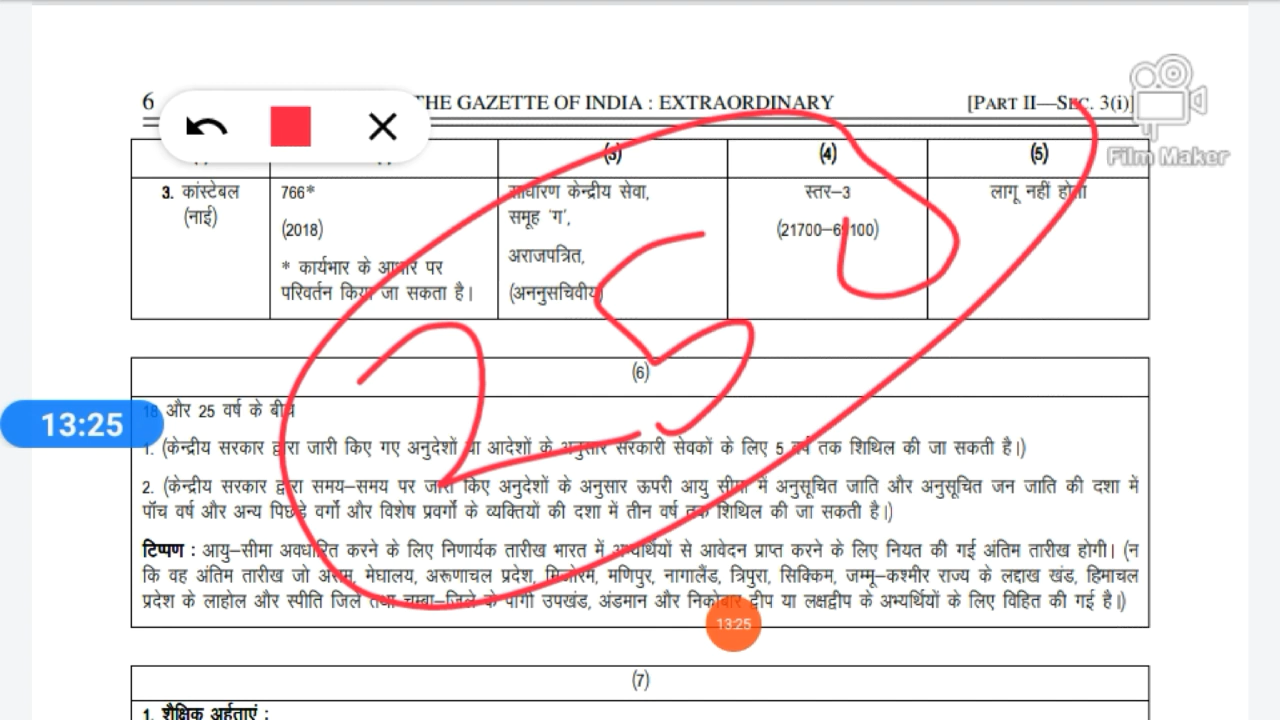 6
THE GAZETTE OF INDIA : EXTRAORDINARY
[PART II—SEC. 3(i)]
Film Maker
(3)
(4)
(5)
3. कांस्टेबल
(नाई)
766*
(2018)
* कार्यभार के आधार पर
परिवर्तन किया जा सकता है।
साधारण केन्द्रीय सेवा,
समूह 'ग',
अराजपत्रित,
(अननुसचिवीय)
स्तर–3
(21700–69100)
लागू नहीं होता
250
(6)
18 और 25 वर्ष के बीच
13:25
1. (केन्द्रीय सरकार द्वारा जारी किए गए अनुदेशों या आदेशों के अनुसार सरकारी सेवकों के लिए 5 वर्ष तक शिथिल की जा सकती है।)
2. (केन्द्रीय सरकार द्वारा समय–समय पर जारी किए अनुदेशों के अनुसार ऊपरी आयु सीमा में अनुसूचित जाति और अनुसूचित जन जाति की दशा में
पॉच वर्ष और अन्य पिछड़े वर्गो और विशेष प्रवर्गो के व्यक्तियों की दशा में तीन वर्ष तक शिथिल की जा सकती है।)
टिप्पण : आयु–सीमा अवधारित करने के लिए निणार्यक तारीख भारत में अभ्यर्थियों से आवेदन प्राप्त करने के लिए नियत की गई अंतिम तारीख होगी। (न
कि वह अंतिम तारीख जो असम, मेघालय, अरूणाचल प्रदेश, मिजोरम, मणिपुर, नागालैंड, त्रिपुरा, सिक्किम, जम्मू–कश्मीर राज्य के लद्दाख खंड, हिमाचल
प्रदेश के लाहोल और स्पीति जिले तथा चम्बा–जिले के पांगी उपखंड, अंडमान और निकोबार द्वीप या लक्षद्वीप के अभ्यर्थियों के लिए विहित की गई है।)
13:25
(7)
1. शैक्षिक अर्हताएं :